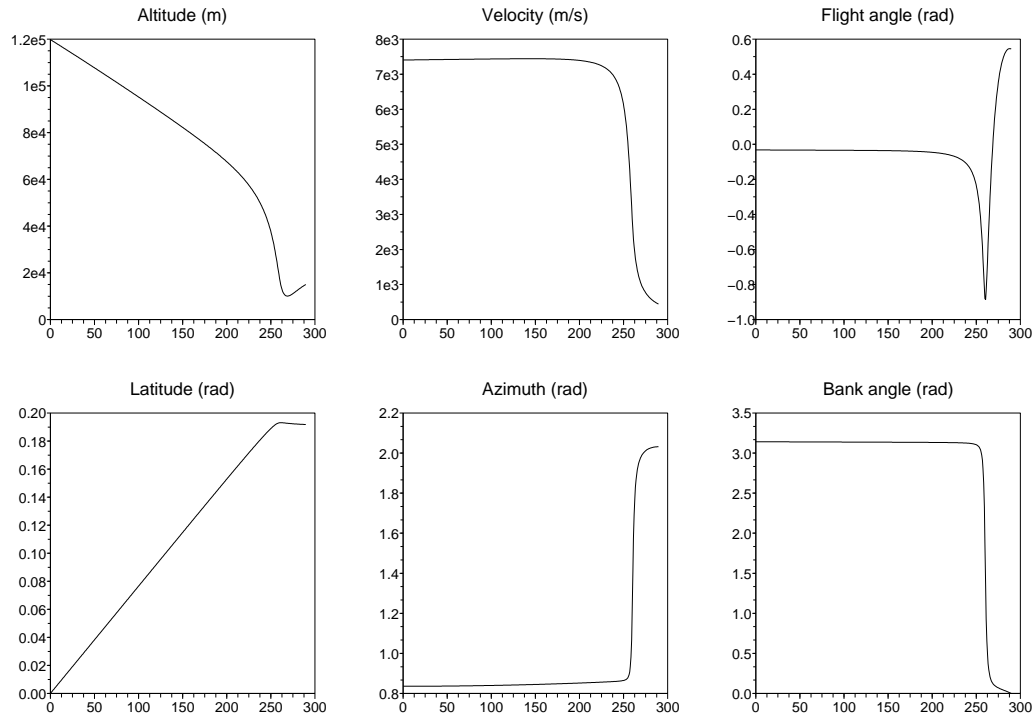 Altitude (m)
1.2e5
1e5
8e4
6e4
4e4
2e4
0
0 50 100 150 200 250 300
Velocity (m/s)
8e3
7e3
6e3
5e3
4e3
3e3
2e3
1e3
0
0 50 100 150 200 250 300
Flight angle (rad)
0.6
0.4
0.2
0.0
−0.2
−0.4
−0.6
−0.8
−1.0
0 50 100 150 200 250 300
Latitude (rad)
0.20
0.18
0.16
0.14
0.12
0.10
0.08
0.06
0.04
0.02
0.00
0 50 100 150 200 250 300
Azimuth (rad)
2.2
2.0
1.8
1.6
1.4
1.2
1.0
0.8
0 50 100 150 200 250 300
Bank angle (rad)
3.5
3.0
2.5
2.0
1.5
1.0
0.5
0.0
0 50 100 150 200 250 300